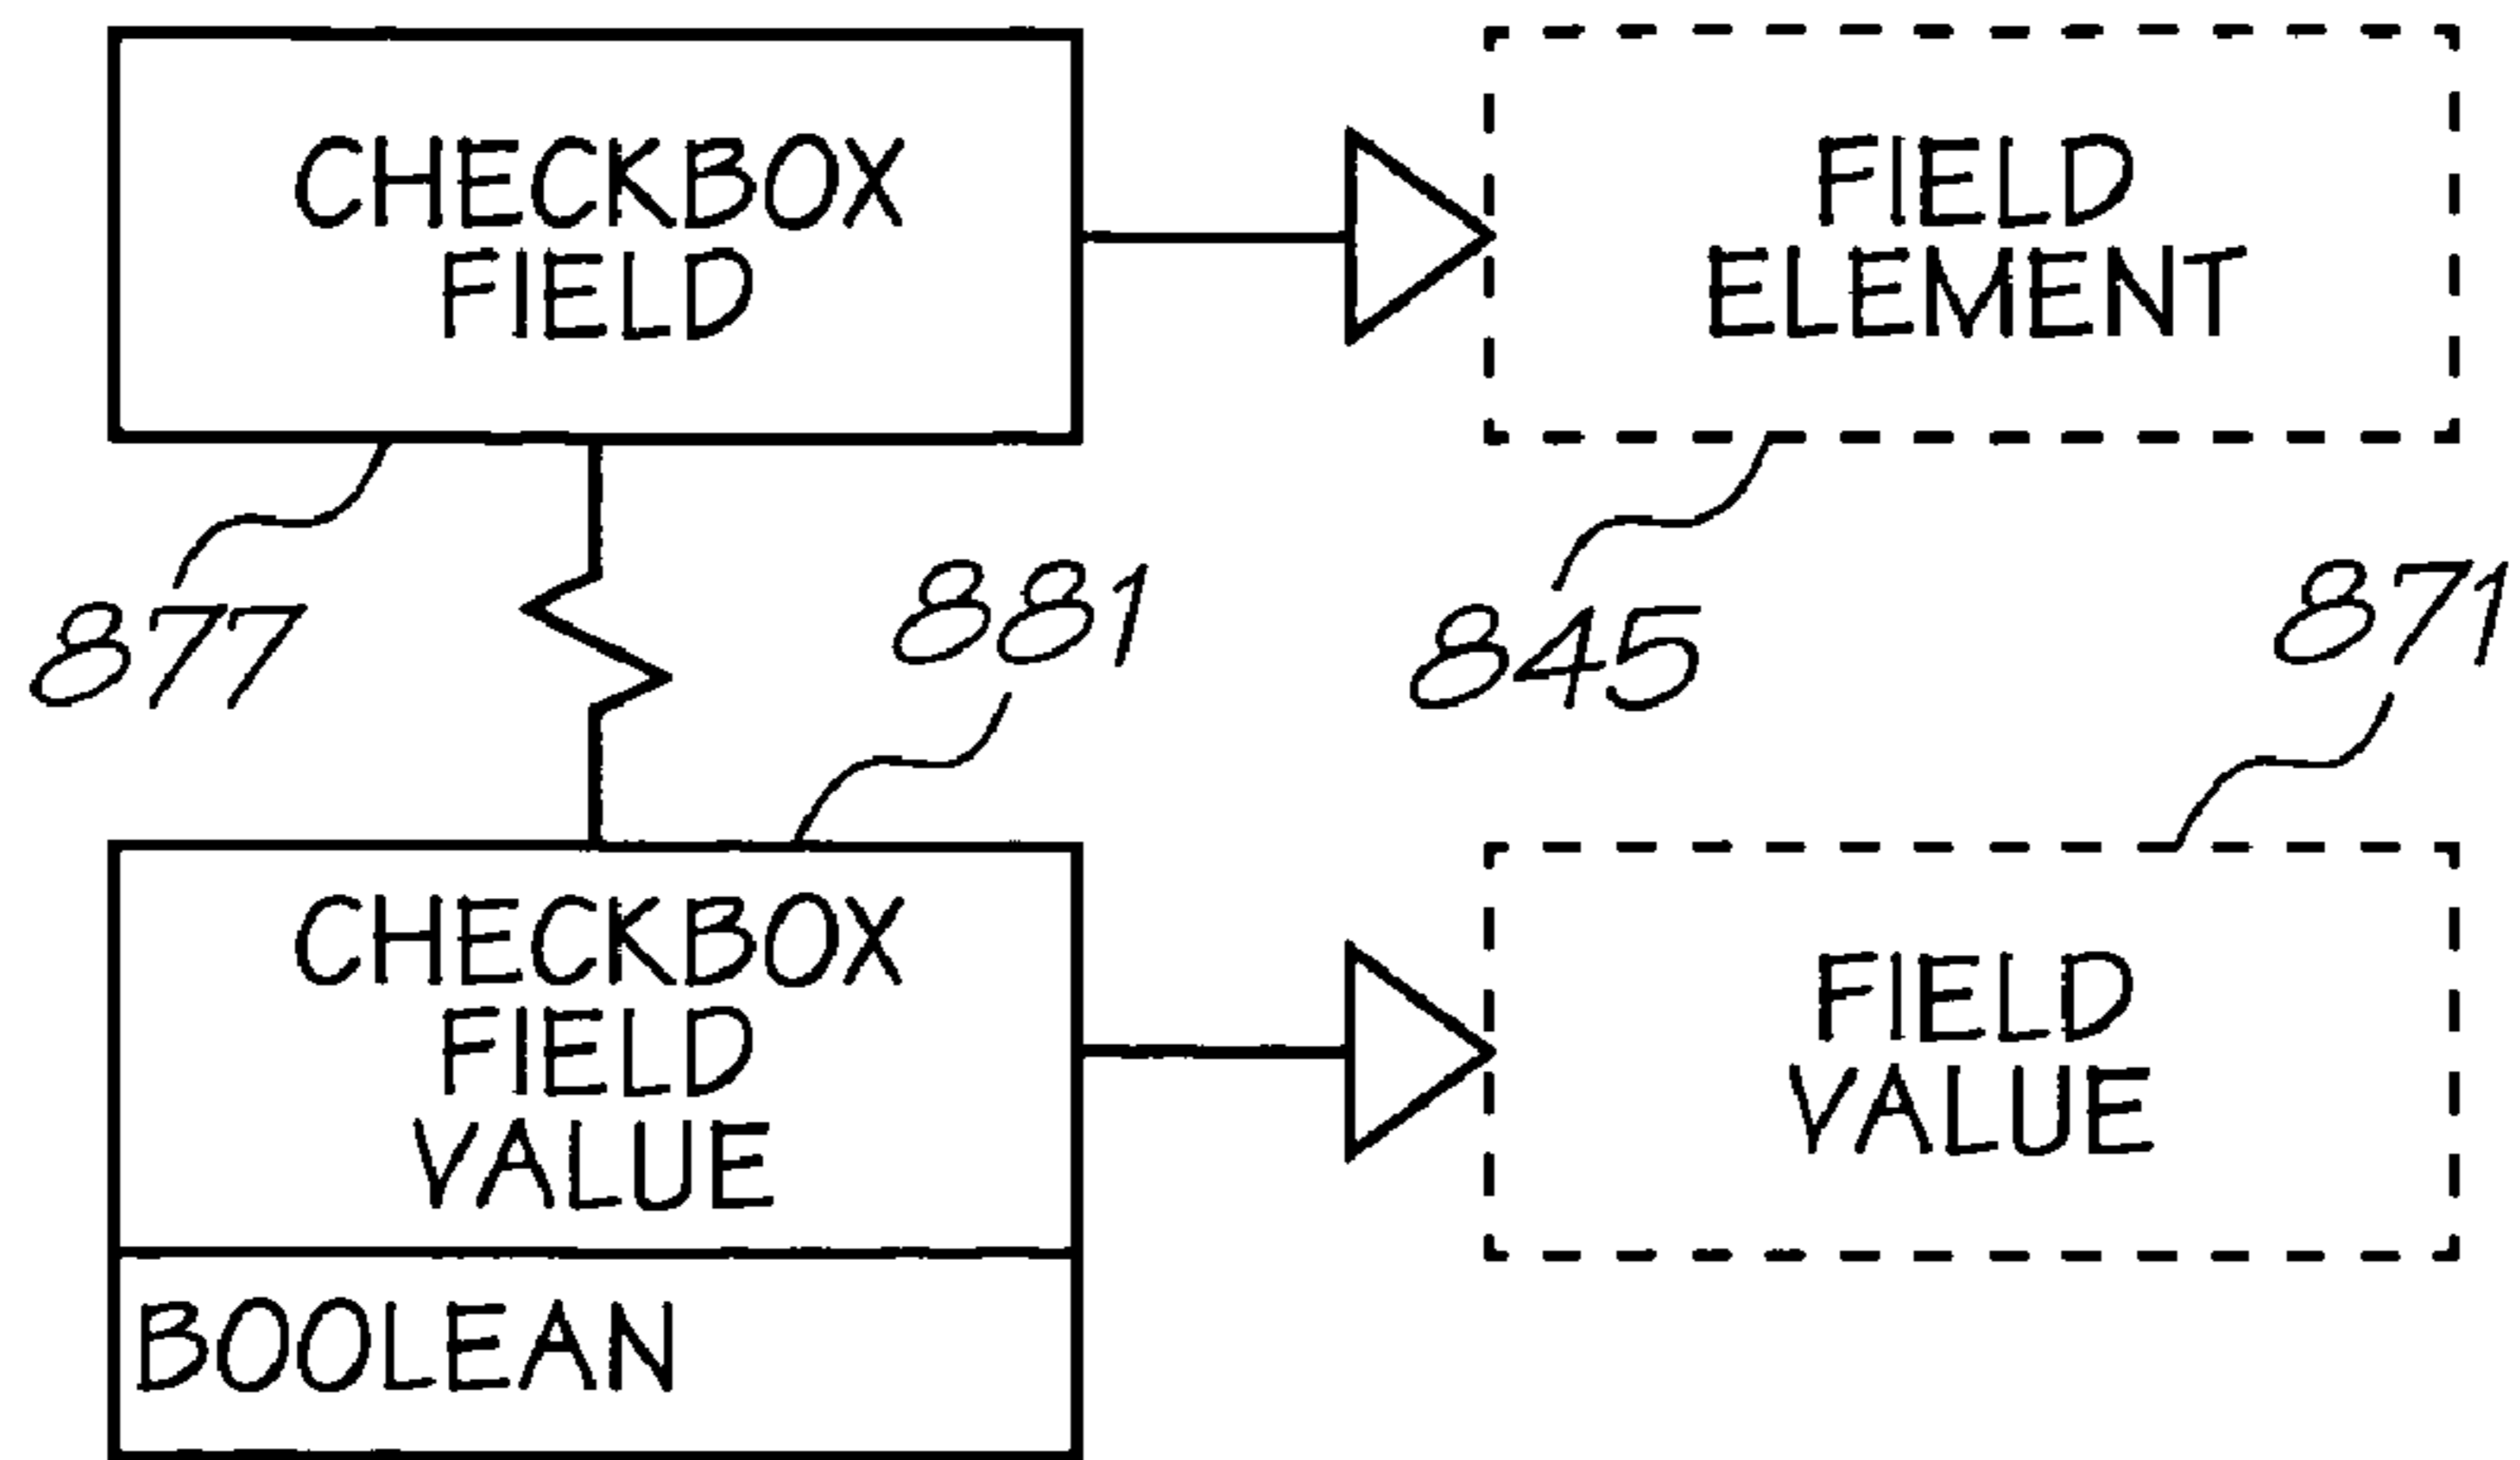 CHECKBOX
FIELD
FIELD
ELEMENT
877
881
845
871
CHECKBOX
FIELD
VALUE
BOOLEAN
FIELD
VALUE